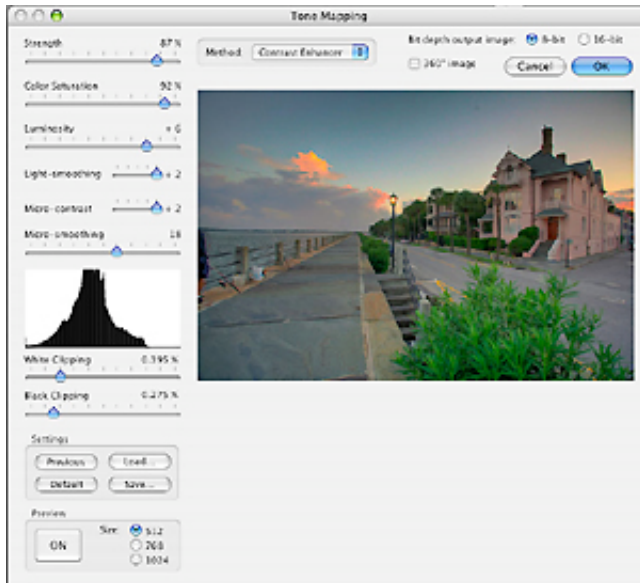 Tone Mapping
Strength 87 %
Method: Contrast Enhancer
Bit depth output image: 8-bit 16-bit
360° image Cancel OK
Color Saturation 92 %
Luminosity + 6
Light-smoothing + 2
Micro-contrast + 2
Micro-smoothing 18
White Clipping 0.395 %
Black Clipping 0.275 %
Settings
Previous Load...
Default Save...
Preview
ON
Size: 512
768
1024